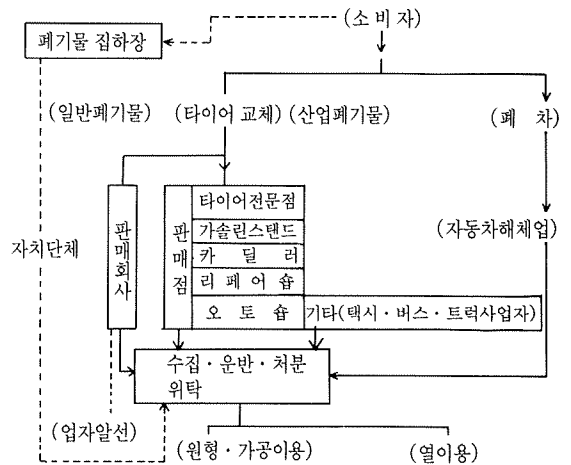 (소 비 자)
폐기물 집하장
(일반폐기물)
(타이어 교체)
(산업폐기물)
(폐 차)
판매회사
판매점
타이어전문점
가솔린스탠드
카 딜 러
리 페 어 숍
오 토 숍
기타(택시·버스·트럭사업자)
(자동차해체업)
자치단체
수집·운반·처분
위탁
(업자알선)
(원형·가공이용)
(열이용)